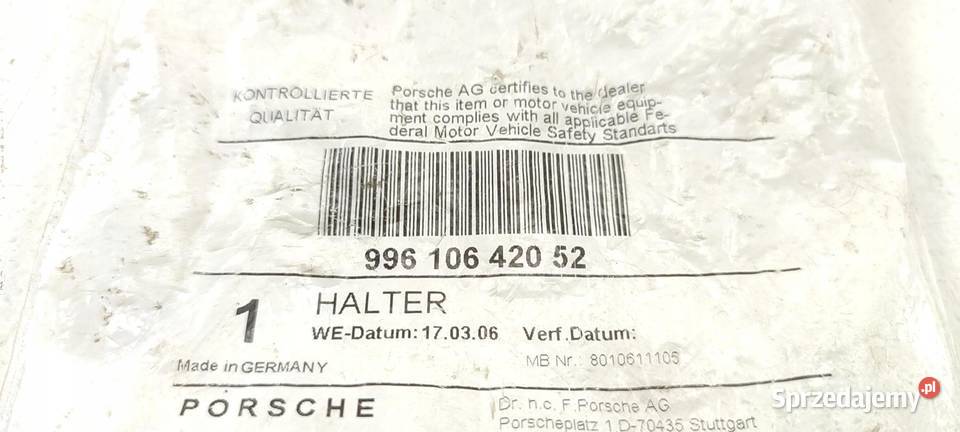 KONTROLLIERTE
QUALITÄT
Porsche AG certifies to the dealer
that this item or motor vehicle equip-
ment complies with all applicable Fe-
deral Motor Vehicle Safety Standarts
996 106 420 52
1
HALTER
WE-Datum: 17.03.06 Verf.Datum:
MB Nr.: 8010611105
Made in GERMANY
PORSCHE
Dr. h.c. F.Porsche AG
Porscheplatz 1 D-70435 Stuttgart
Sprzedajemy.pl